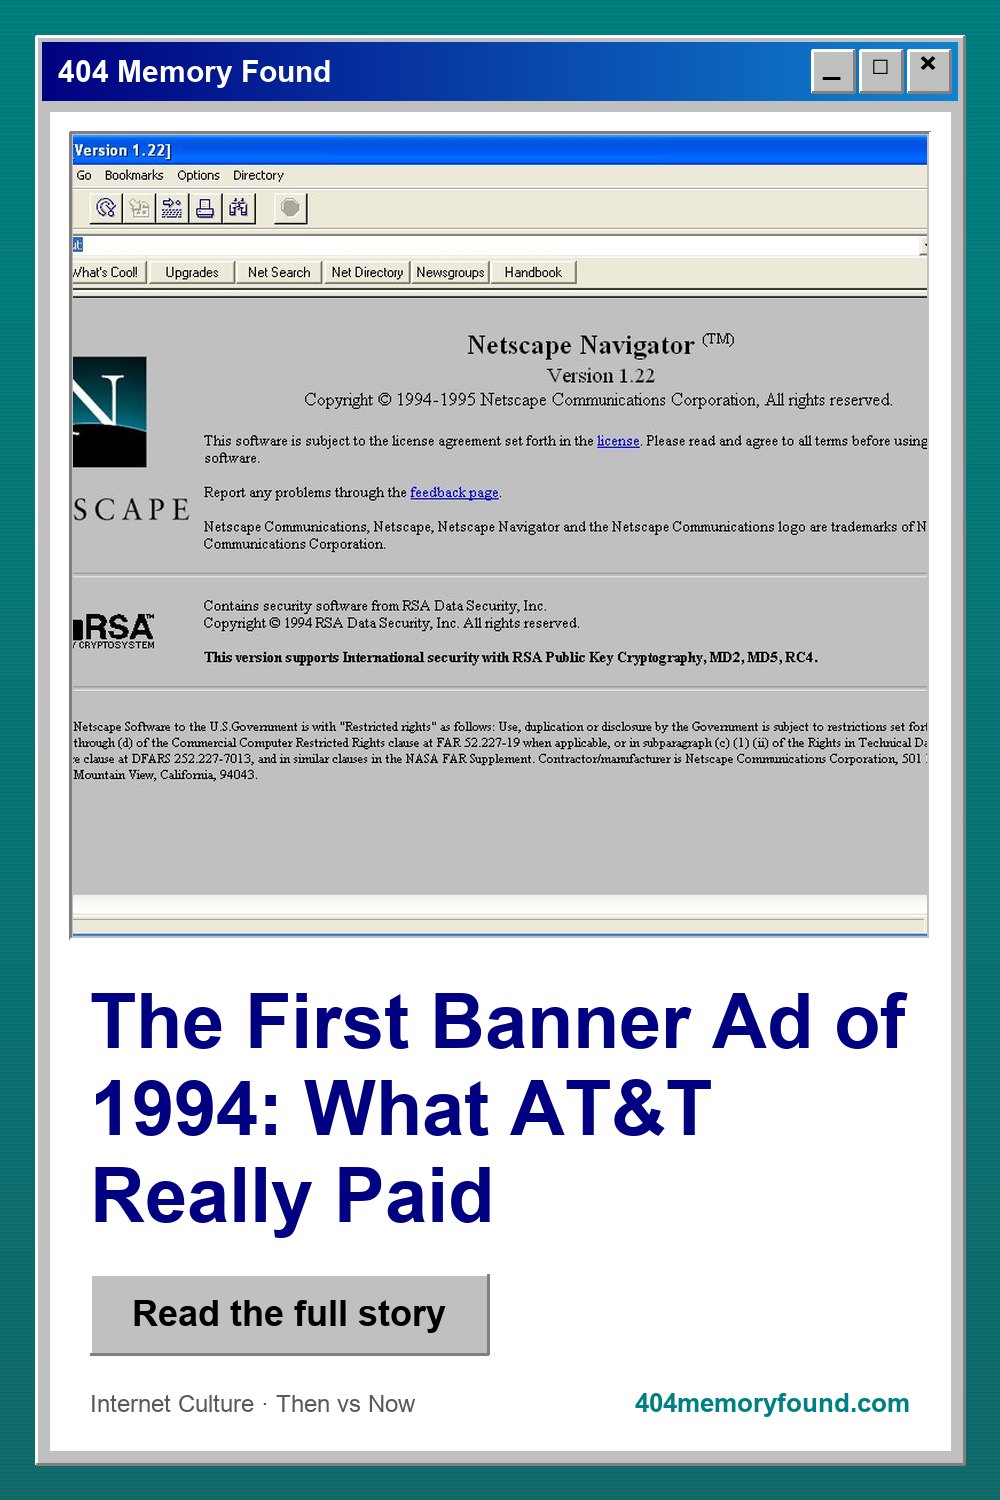 404 Memory Found
[Version 1.22]
Go Bookmarks Options Directory
What's Cool! Upgrades Net Search Net Directory Newsgroups Handbook
N
Netscape Navigator (TM)
Version 1.22
Copyright © 1994-1995 Netscape Communications Corporation, All rights reserved.
This software is subject to the license agreement set forth in the license. Please read and agree to all terms before using
software.
SCAPE
Report any problems through the feedback page.
Netscape Communications, Netscape, Netscape Navigator and the Netscape Communications logo are trademarks of N
Communications Corporation.
RSA™
CRYPTOSYSTEM
Contains security software from RSA Data Security, Inc.
Copyright © 1994 RSA Data Security, Inc. All rights reserved.
This version supports International security with RSA Public Key Cryptography, MD2, MD5, RC4.
Netscape Software to the U.S.Government is with "Restricted rights" as follows: Use, duplication or disclosure by the Government is subject to restrictions set fort
through (d) of the Commercial Computer Restricted Rights clause at FAR 52.227-19 when applicable, or in subparagraph (c) (1) (ii) of the Rights in Technical Da
e clause at DFARS 252.227-7013, and in similar clauses in the NASA FAR Supplement. Contractor/manufacturer is Netscape Communications Corporation, 501
Mountain View, California, 94043.
The First Banner Ad of
1994: What AT&T
Really Paid
Read the full story
Internet Culture · Then vs Now
404memoryfound.com